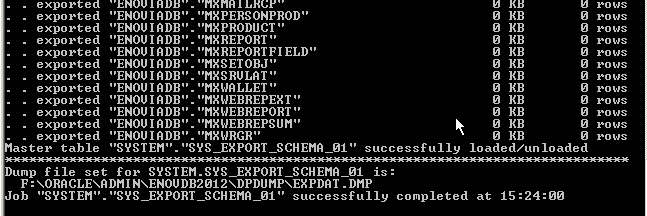 . . exported "ENOVIADB"."MXMAILRCP" 0 KB 0 rows
. . exported "ENOVIADB"."MXPERSONPROD" 0 KB 0 rows
. . exported "ENOVIADB"."MXPRODUCT" 0 KB 0 rows
. . exported "ENOVIADB"."MXREPORT" 0 KB 0 rows
. . exported "ENOVIADB"."MXREPORTFIELD" 0 KB 0 rows
. . exported "ENOVIADB"."MXSETOBJ" 0 KB 0 rows
. . exported "ENOVIADB"."MXSRVLAT" 0 KB 0 rows
. . exported "ENOVIADB"."MXWALLET" 0 KB 0 rows
. . exported "ENOVIADB"."MXWEBREPEXT" 0 KB 0 rows
. . exported "ENOVIADB"."MXWEBREPORT" 0 KB 0 rows
. . exported "ENOVIADB"."MXWEBREPSUM" 0 KB 0 rows
. . exported "ENOVIADB"."MXWRGR" 0 KB 0 rows
Master table "SYSTEM"."SYS_EXPORT_SCHEMA_01" successfully loaded/unloaded
******************************************************************************
Dump file set for SYSTEM.SYS_EXPORT_SCHEMA_01 is:
F:\ORACLE\ADMIN\ENOVDB2012\DPDUMP\EXPDAT.DMP
Job "SYSTEM"."SYS_EXPORT_SCHEMA_01" successfully completed at 15:24:00